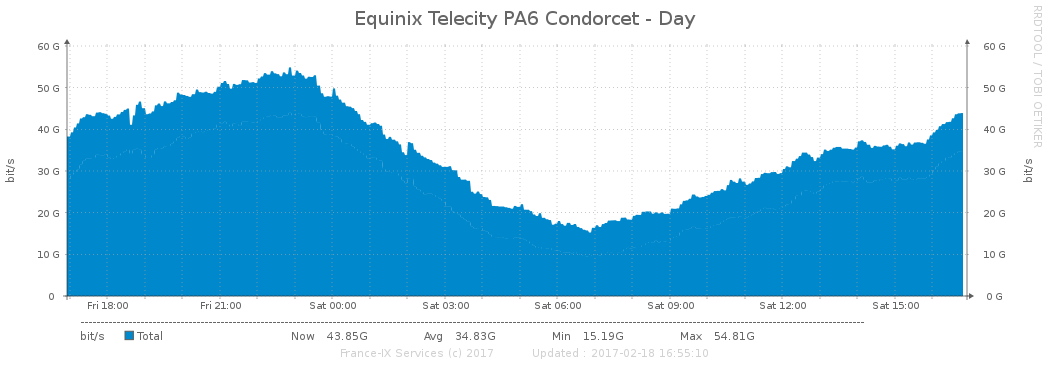 Equinix Telecity PA6 Condorcet - Day
RRDTOOL / TOBI OETIKER
60 G 60 G
50 G 50 G
40 G 40 G
30 G 30 G
20 G 20 G
10 G 10 G
0 0 G
bit/s bit/s
Fri 18:00 Fri 21:00 Sat 00:00 Sat 03:00 Sat 06:00 Sat 09:00 Sat 12:00 Sat 15:00
bit/s Total Now 43.85G Avg 34.83G Min 15.19G Max 54.81G
France-IX Services (c) 2017 Updated : 2017-02-18 16:55:10